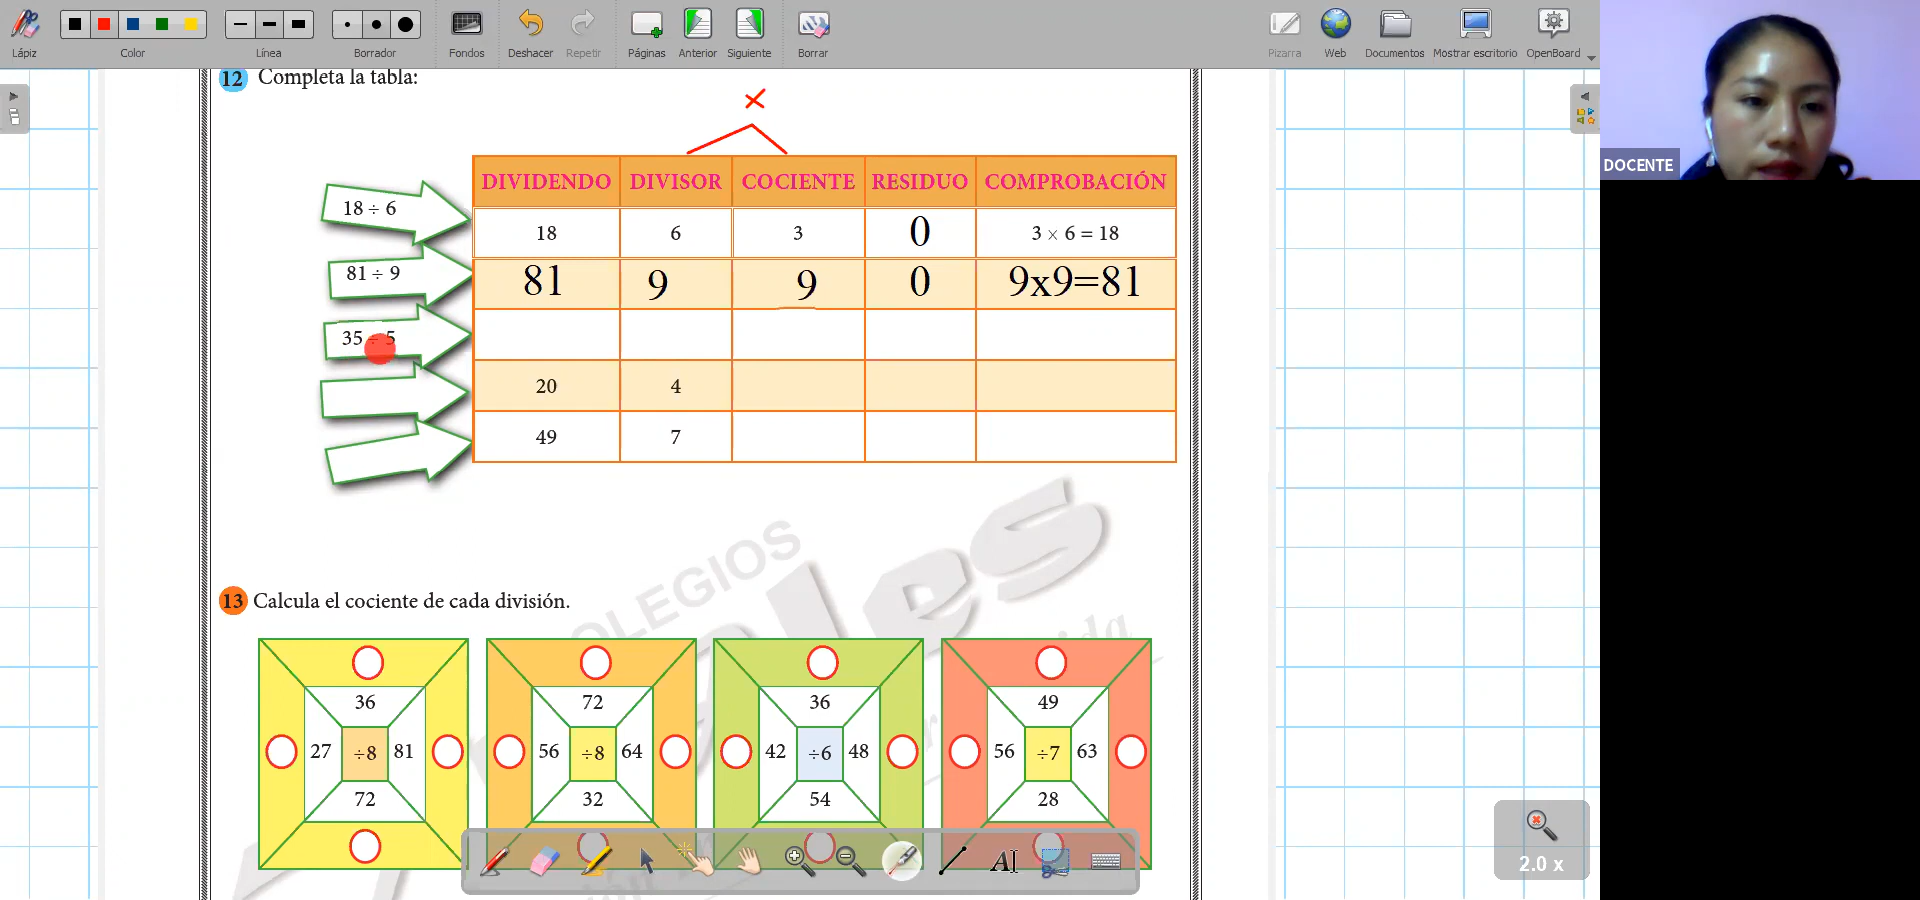 Lápiz
Color
Línea
Borrador
Fondos
Deshacer
Repetir
Páginas
Anterior
Siguiente
Borrar
Pizarra
Web
Documentos
Mostrar escritorio
OpenBoard
DOCENTE
12 Completa la tabla:
×
DIVIDENDO DIVISOR COCIENTE RESIDUO COMPROBACIÓN
18 ÷ 6 18 6 3 0 3 × 6 = 18
81 ÷ 9 81 9 9 0 9x9=81
35 ÷ 5
20 4
49 7
COLEGIOS
13 Calcula el cociente de cada división.
36 72 36 49
27 ÷8 81 56 ÷8 64 42 ÷6 48 56 ÷7 63
72 32 54 28
2.0 x